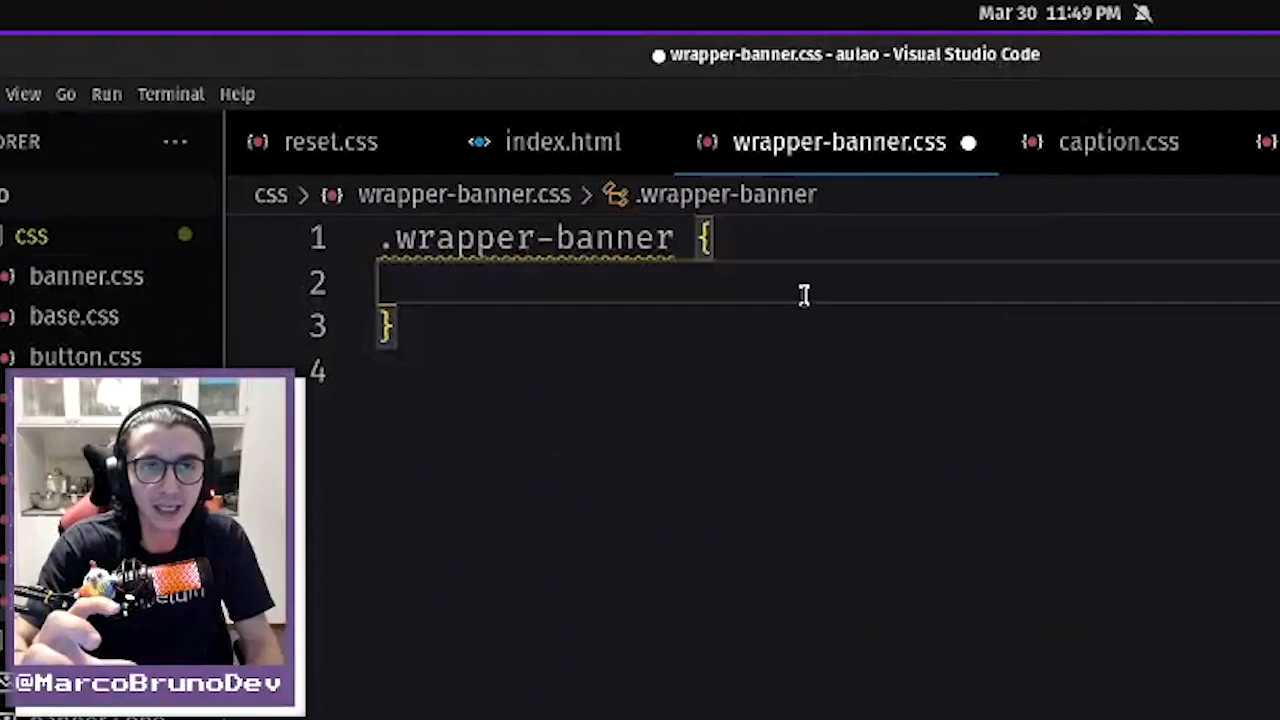 Mar 30 11:49 PM
wrapper-banner.css - aulao - Visual Studio Code
View Go Run Terminal Help
ORER ...
reset.css
index.html
wrapper-banner.css
caption.css
css > wrapper-banner.css > .wrapper-banner
css
banner.css
base.css
button.css
1 .wrapper-banner {
2
3 }
4
@MarcoBrunoDev